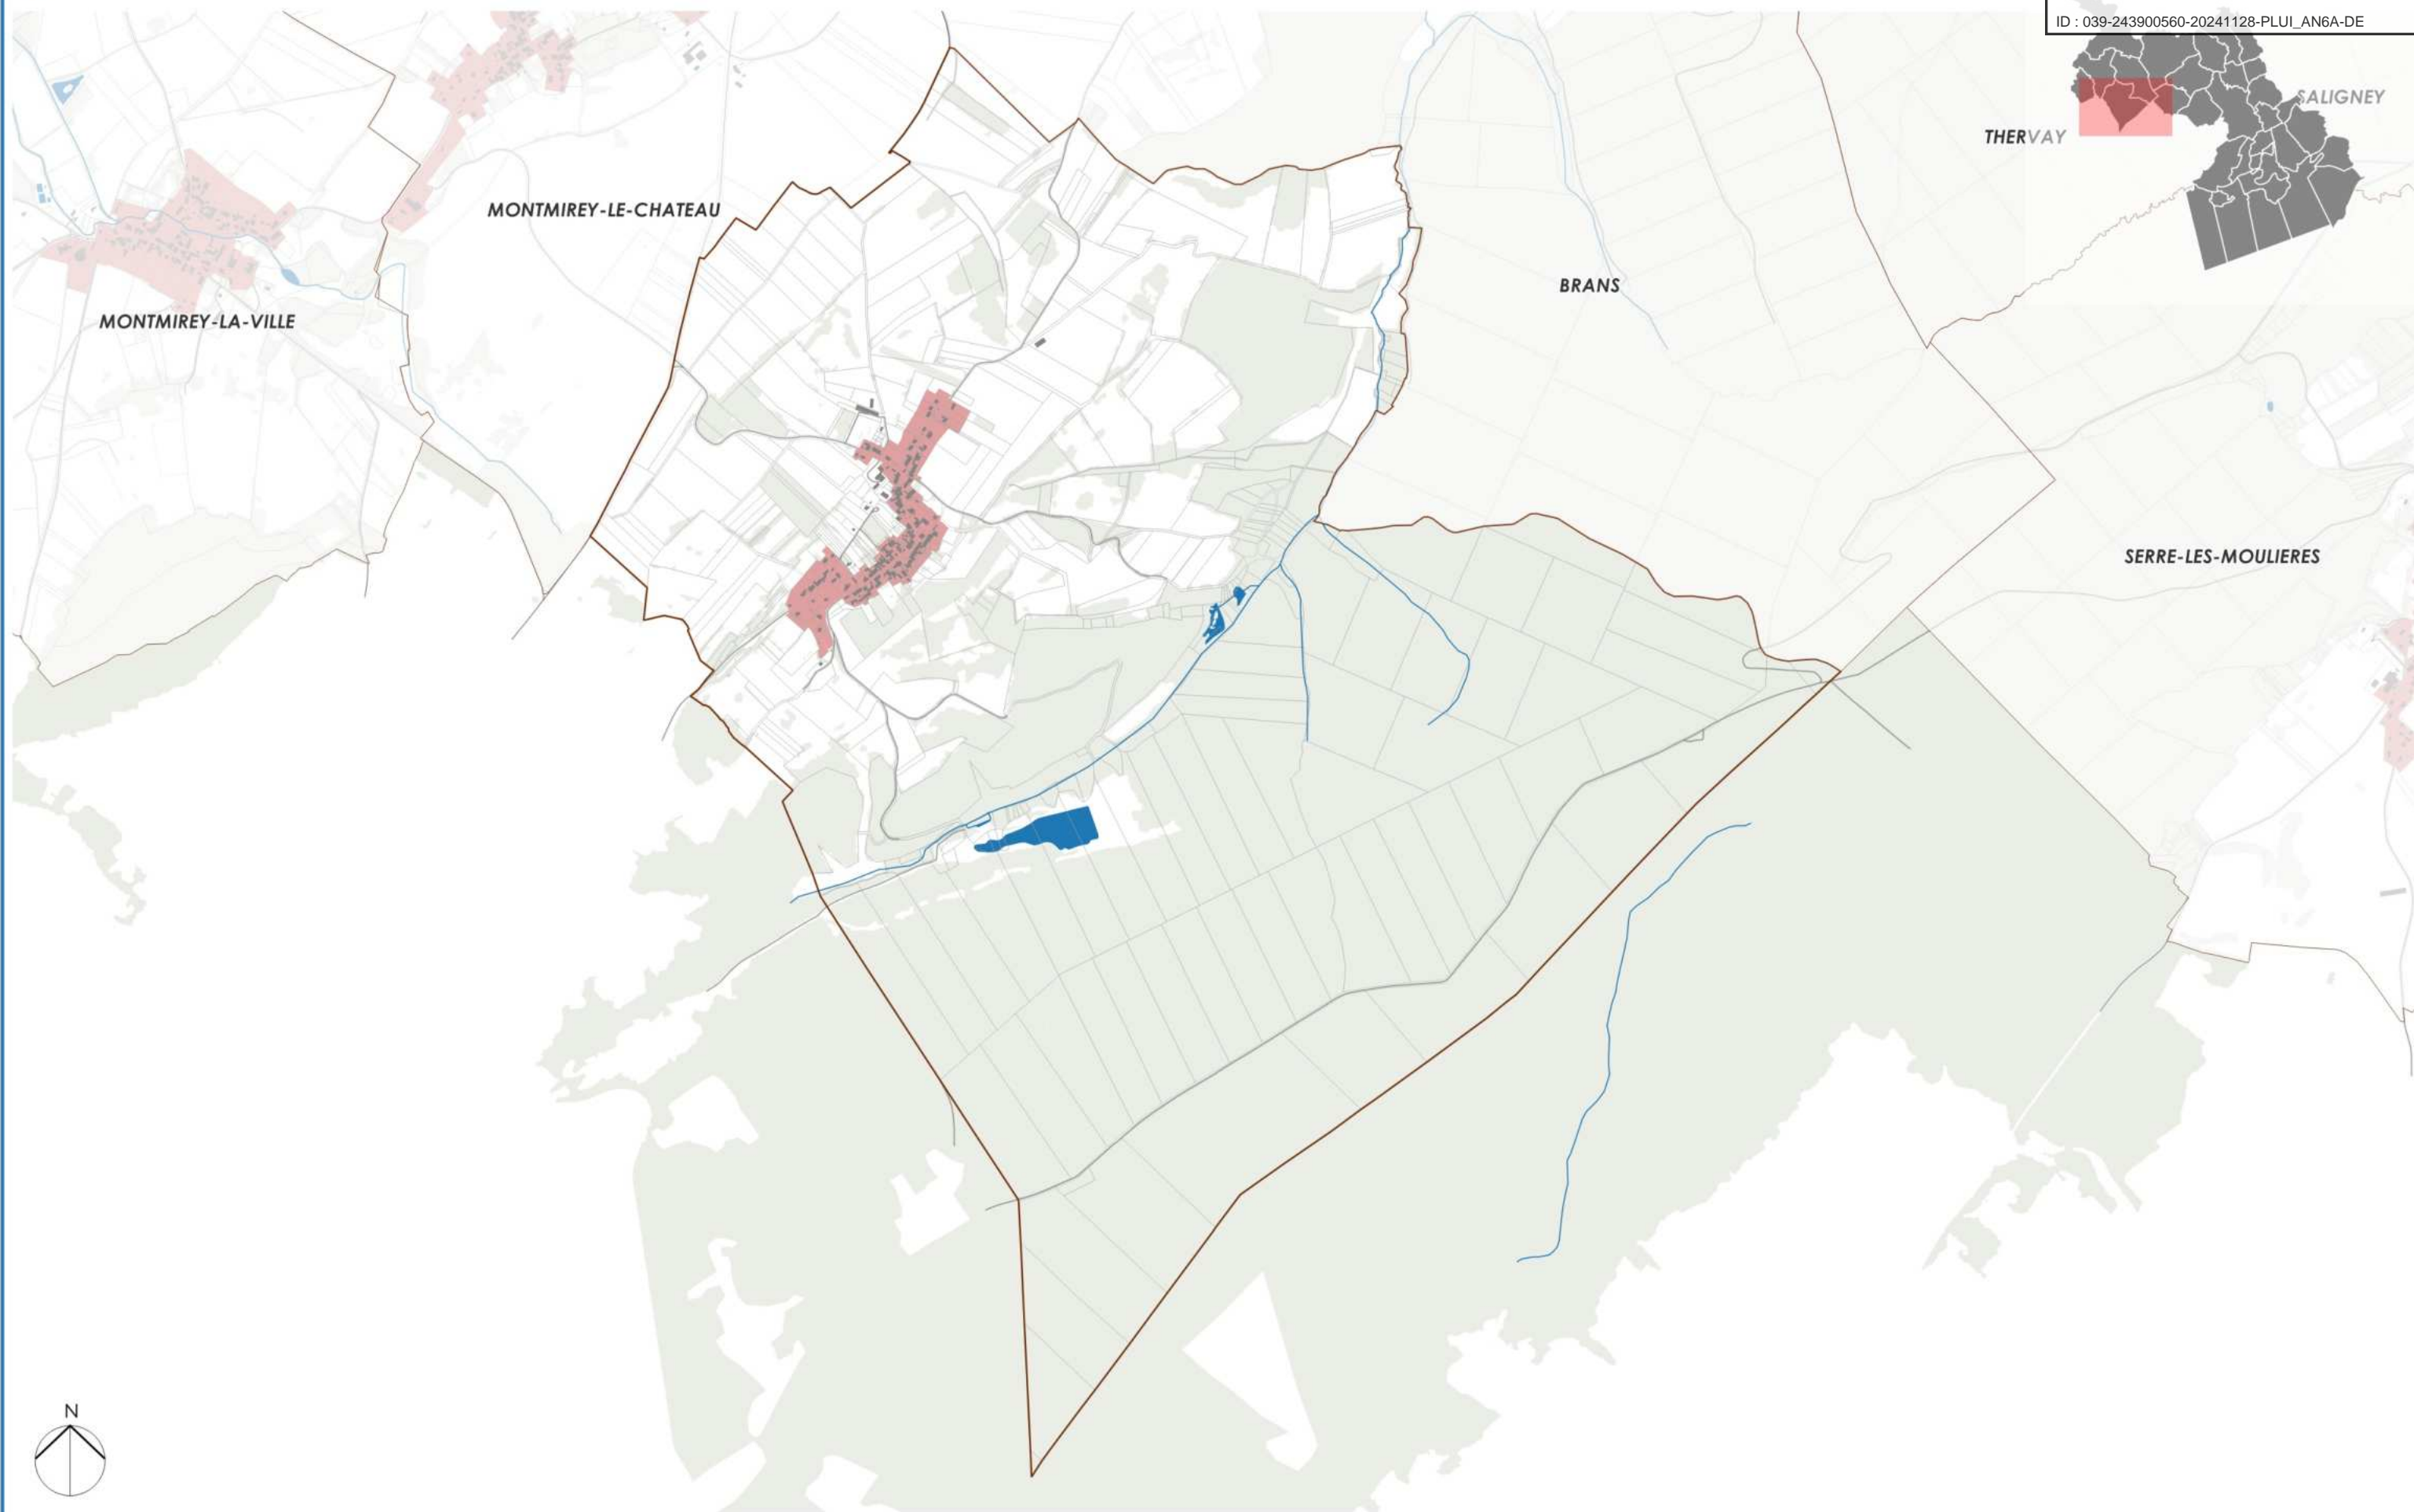 ID : 039-243900560-20241128-PLUI_AN6A-DE
SALIGNEY
THERVAY
MONTMIREY-LE-CHATEAU
BRANS
MONTMIREY-LA-VILLE
SERRE-LES-MOULIERES
N